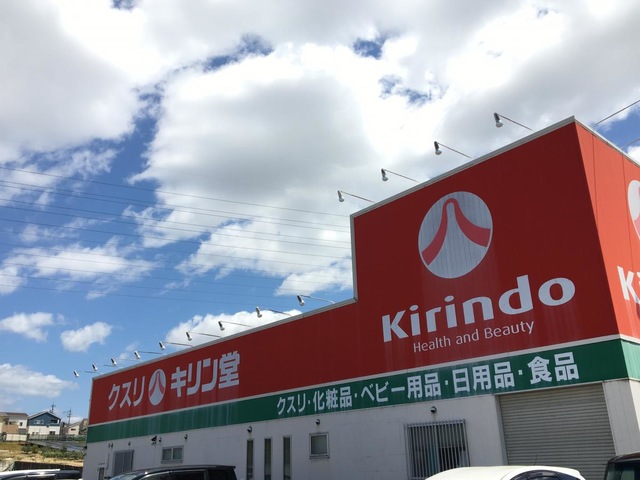 クスリ キリン堂
Kirindo
Health and Beauty
クスリ・化粧品・ベビー用品・日用品・食品
Ki